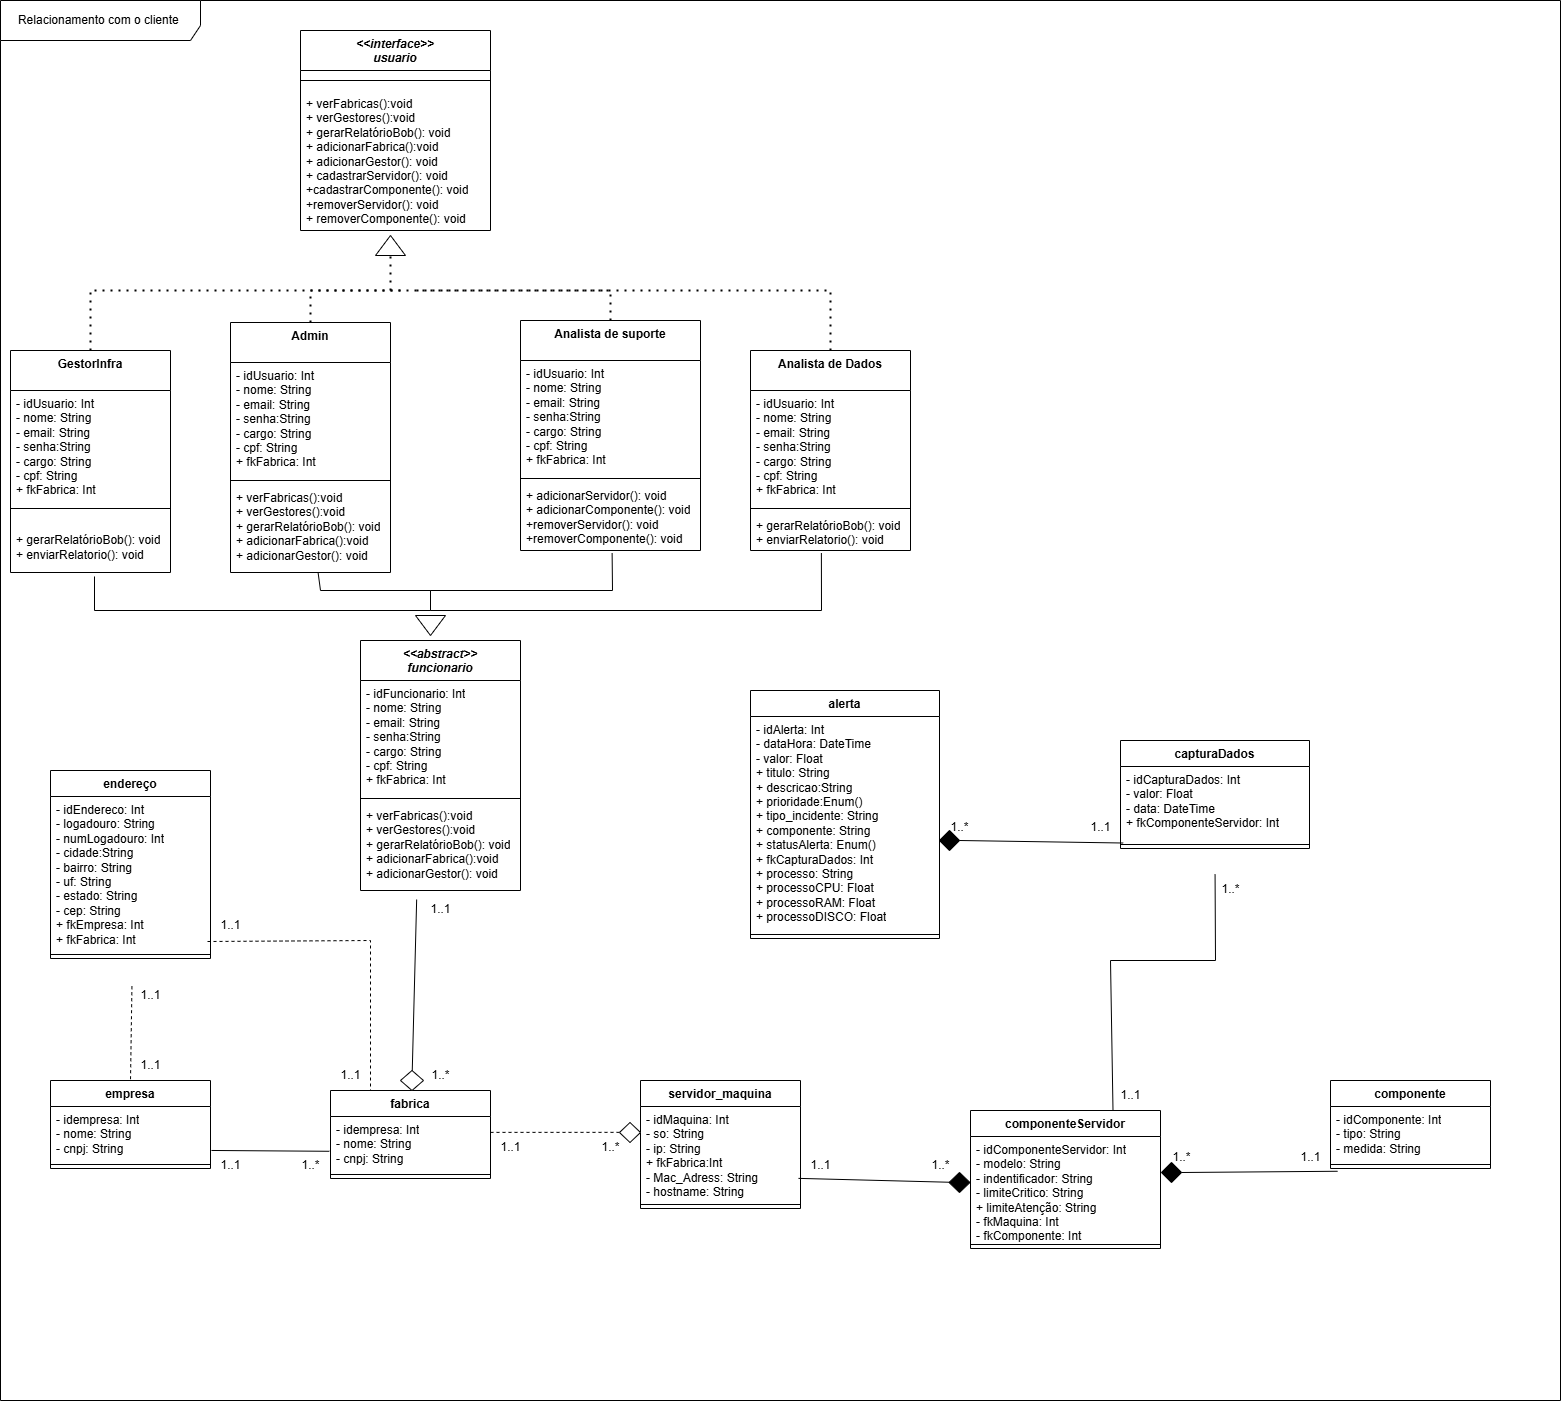 Relacionamento com o cliente
<<interface>>
usuario
+ verFabricas():void
+ verGestores():void
+ gerarRelatórioBob(): void
+ adicionarFabrica():void
+ adicionarGestor(): void
+ cadastrarServidor(): void
+cadastrarComponente(): void
+removerServidor(): void
+ removerComponente(): void
GestorInfra
- idUsuario: Int
- nome: String
- email: String
- senha:String
- cargo: String
- cpf: String
+ fkFabrica: Int
+ gerarRelatórioBob(): void
+ enviarRelatorio(): void
Admin
- idUsuario: Int
- nome: String
- email: String
- senha:String
- cargo: String
- cpf: String
+ fkFabrica: Int
+ verFabricas():void
+ verGestores():void
+ gerarRelatórioBob(): void
+ adicionarFabrica():void
+ adicionarGestor(): void
Analista de suporte
- idUsuario: Int
- nome: String
- email: String
- senha:String
- cargo: String
- cpf: String
+ fkFabrica: Int
+ adicionarServidor(): void
+ adicionarComponente(): void
+removerServidor(): void
+removerComponente(): void
Analista de Dados
- idUsuario: Int
- nome: String
- email: String
- senha:String
- cargo: String
- cpf: String
+ fkFabrica: Int
+ gerarRelatórioBob(): void
+ enviarRelatorio(): void
<<abstract>>
funcionario
- idFuncionario: Int
- nome: String
- email: String
- senha:String
- cargo: String
- cpf: String
+ fkFabrica: Int
+ verFabricas():void
+ verGestores():void
+ gerarRelatórioBob(): void
+ adicionarFabrica():void
+ adicionarGestor(): void
alerta
- idAlerta: Int
- dataHora: DateTime
- valor: Float
+ titulo: String
+ descricao:String
+ prioridade:Enum()
+ tipo_incidente: String
+ componente: String
+ statusAlerta: Enum()
+ fkCapturaDados: Int
+ processo: String
+ processoCPU: Float
+ processoRAM: Float
+ processoDISCO: Float
1..*
1..1
capturaDados
- idCapturaDados: Int
- valor: Float
- data: DateTime
+ fkComponenteServidor: Int
1..*
endereço
- idEndereco: Int
- logadouro: String
- numLogadouro: Int
- cidade:String
- bairro: String
- uf: String
- estado: String
- cep: String
+ fkEmpresa: Int
+ fkFabrica: Int
1..1
1..1
1..1
1..1
1..1
1..*
empresa
- idempresa: Int
- nome: String
- cnpj: String
1..1
1..*
fabrica
- idempresa: Int
- nome: String
- cnpj: String
1..1
1..*
servidor_maquina
- idMaquina: Int
- so: String
- ip: String
+ fkFabrica:Int
- Mac_Adress: String
- hostname: String
1..1
1..*
1..1
componenteServidor
- idComponenteServidor: Int
- modelo: String
- indentificador: String
- limiteCritico: String
+ limiteAtenção: String
- fkMaquina: Int
- fkComponente: Int
1..*
1..1
componente
- idComponente: Int
- tipo: String
- medida: String